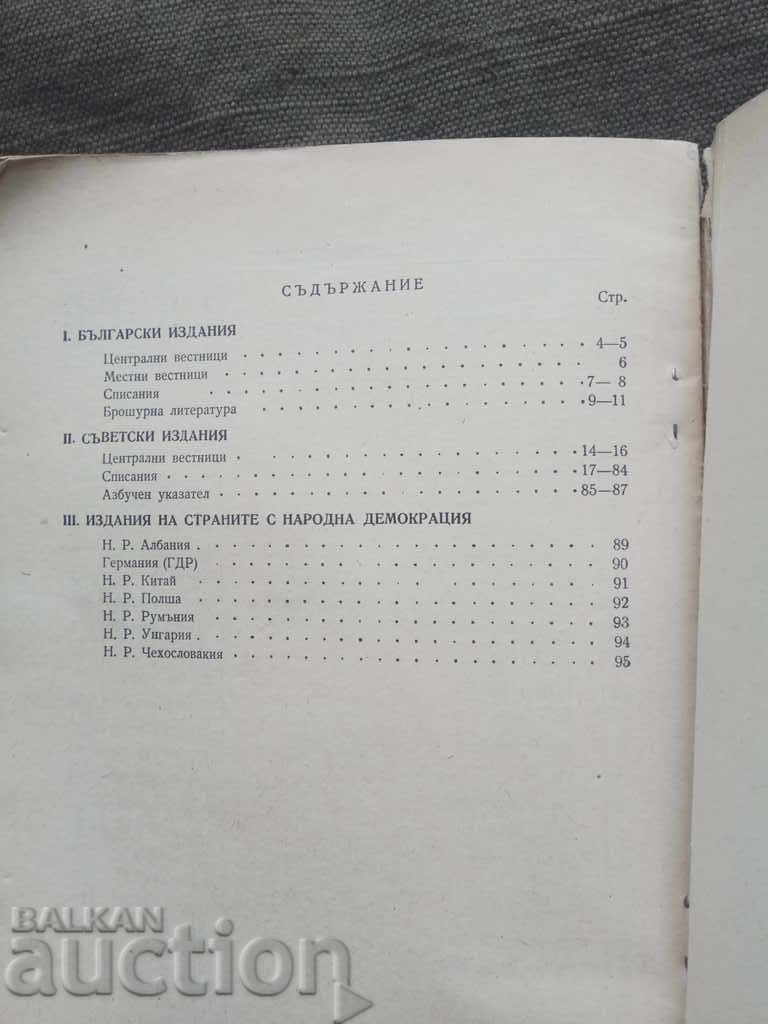 СЪДЪРЖАНИЕ
Стр.
I. БЪЛГАРСКИ ИЗДАНИЯ
Централни вестници 4—5
Местни вестници 6
Списания 7— 8
Брошурна литература 9—11
II. СЪВЕТСКИ ИЗДАНИЯ
Централни вестници 14—16
Списания 17—84
Азбучен указател 85—87
III. ИЗДАНИЯ НА СТРАНИТЕ С НАРОДНА ДЕМОКРАЦИЯ
Н. Р. Албания 89
Германия (ГДР) 90
Н. Р. Китай 91
Н. Р. Полша 92
Н. Р. Румъния 93
Н. Р. Унгария 94
Н. Р. Чехословакия 95
BALKAN
auction